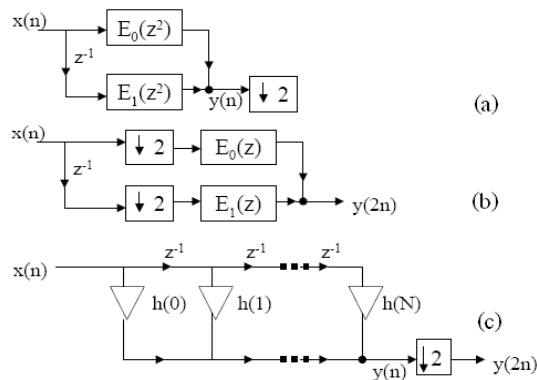 x(n)
E₀(z²)
z⁻¹
E₁(z²)
y(n)
↓ 2
(a)
x(n)
↓ 2
E₀(z)
z⁻¹
↓ 2
E₁(z)
y(2n)
(b)
z⁻¹ z⁻¹ z⁻¹
x(n)
h(0) h(1) h(N)
(c)
y(n)
↓2
y(2n)